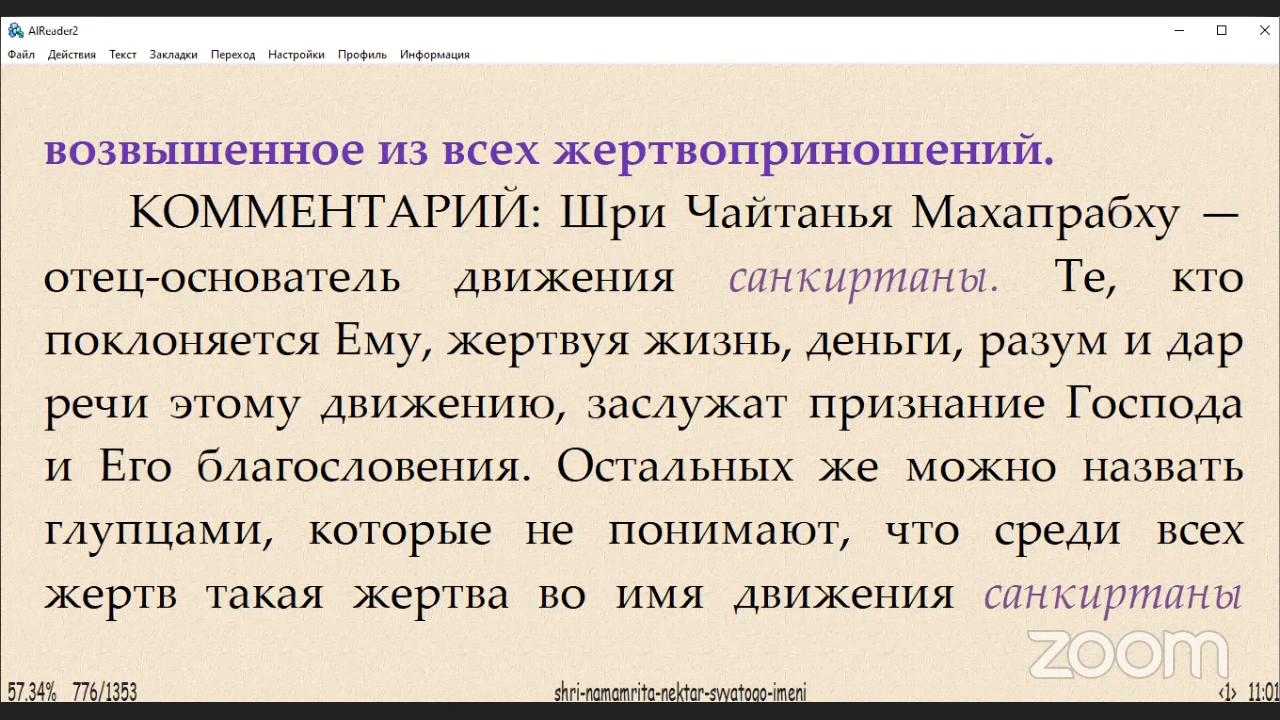 AlReader2
Файл Действия Текст Закладки Переход Настройки Профиль Информация
возвышенное из всех жертвоприношений.
КОММЕНТАРИЙ: Шри Чайтанья Махапрабху —
отец-основатель движения санкиртаны. Те, кто
поклоняется Ему, жертвуя жизнь, деньги, разум и дар
речи этому движению, заслужат признание Господа
и Его благословения. Остальных же можно назвать
глупцами, которые не понимают, что среди всех
жертв такая жертва во имя движения санкиртаны
zoom
57.34% 776/1353 shri-namamrita-nektar-svyatogo-imeni ‹1› 11:01